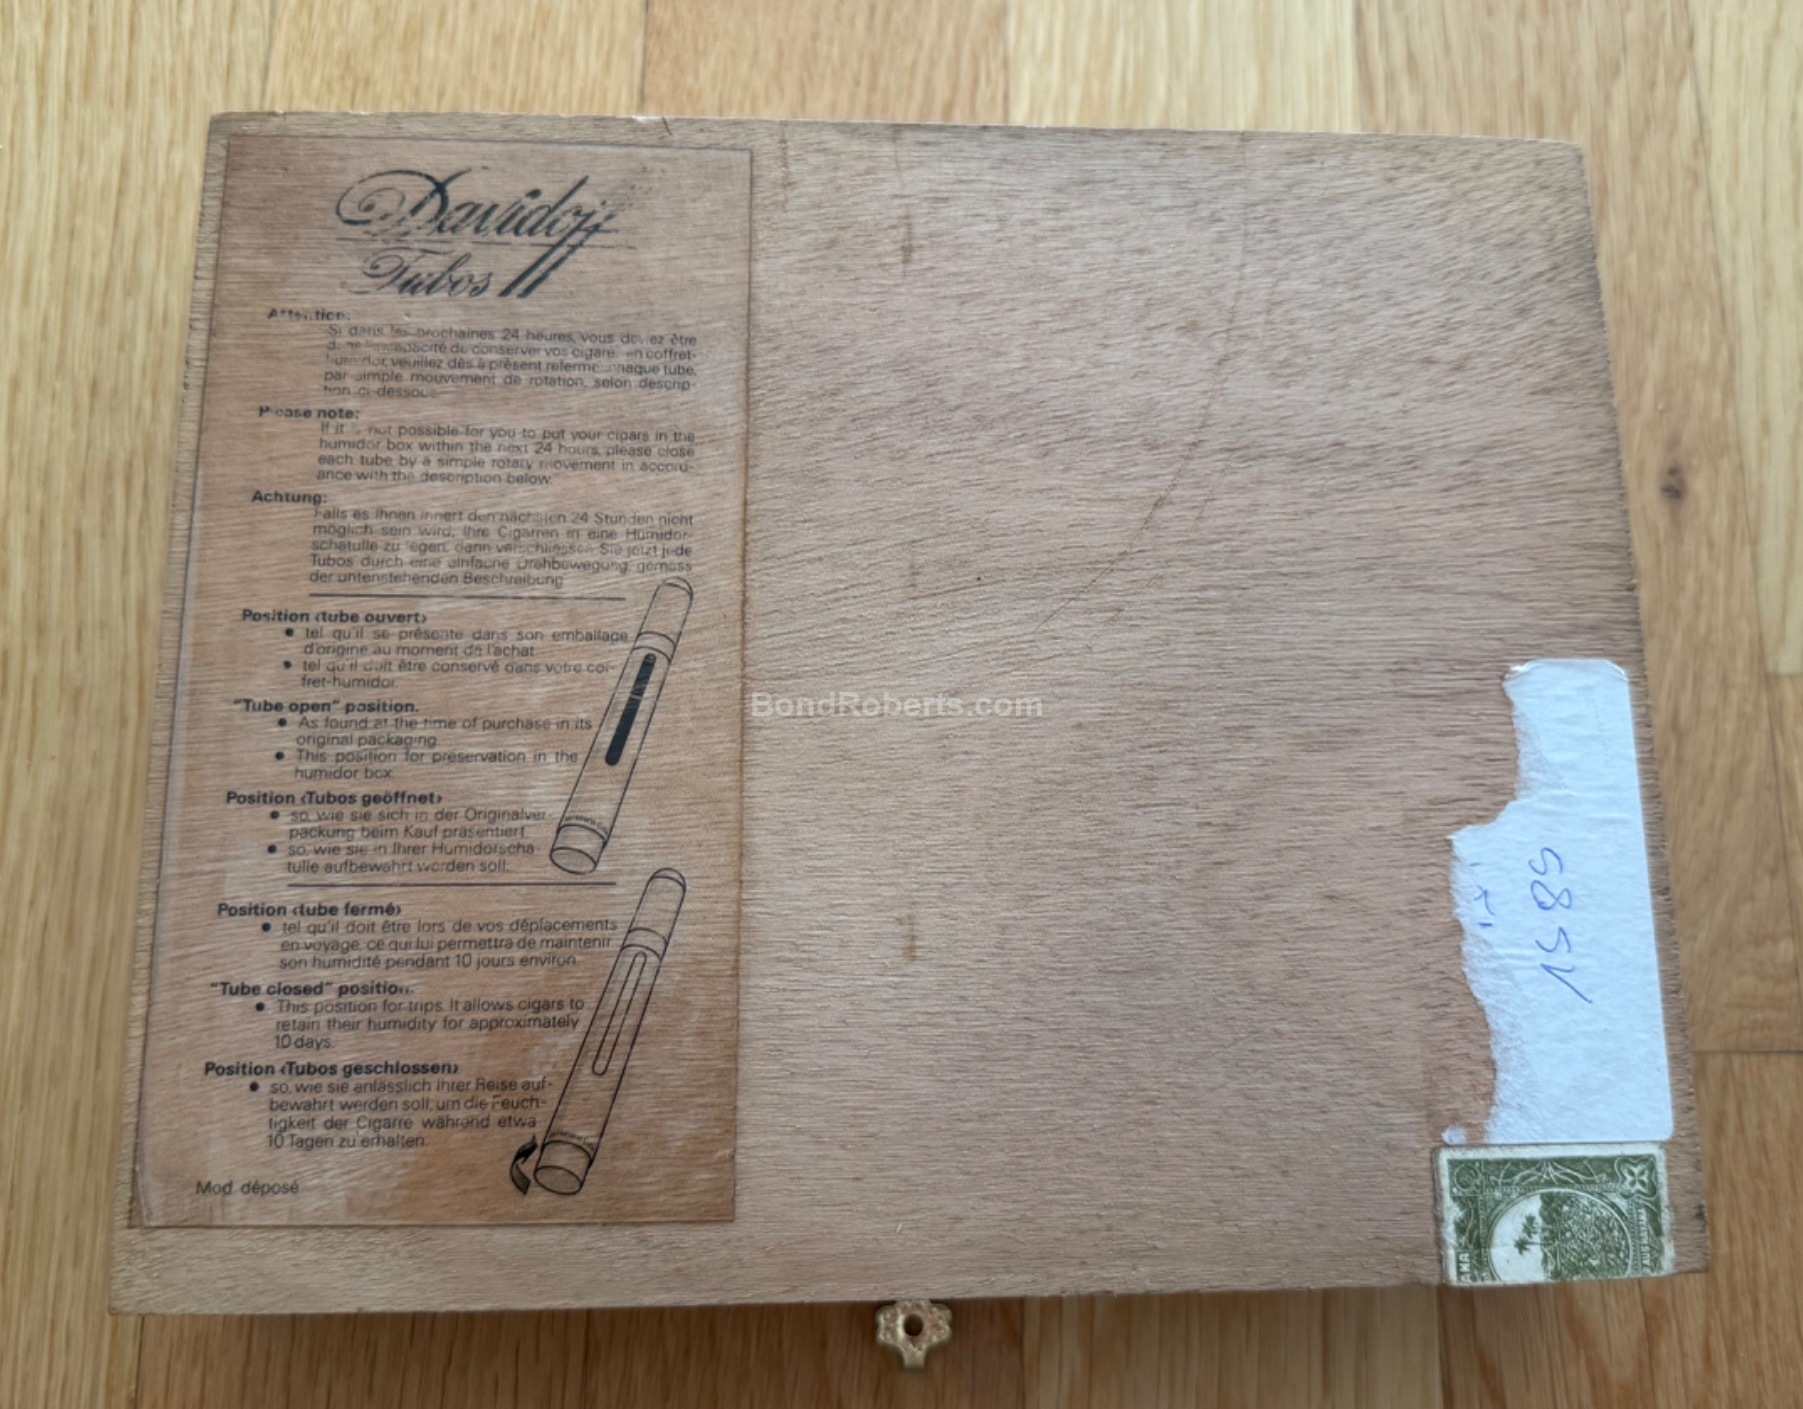 Davidoff
Tubos
Attention:
Si dans les prochaines 24 heures, vous devez être
dans l'incapacité de conserver vos cigares en coffret-
humidor, veuillez dès à présent refermer chaque tube,
par simple mouvement de rotation, selon descrip-
tion ci-dessous.
Please note:
If it is not possible for you to put your cigars in the
humidor box within the next 24 hours, please close
each tube by a simple rotary movement in accord-
ance with the description below.
Achtung:
Falls es Ihnen innert den nächsten 24 Stunden nicht
möglich sein wird, Ihre Cigarren in eine Humidor-
schatulle zu legen, dann verschliessen Sie jetzt jede
Tubos durch eine einfache Drehbewegung, gemäss
der untenstehenden Beschreibung
Position ‹tube ouvert›
• tel qu'il se présente dans son emballage
d'origine au moment de l'achat
• tel qu'il doit être conservé dans votre cof-
fret-humidor.
"Tube open" position.
• As found at the time of purchase in its
original packaging
• This position for preservation in the
humidor box.
Position ‹Tubos geöffnet›
• so, wie sie sich in der Originalver-
packung beim Kauf präsentiert
• so, wie sie in Ihrer Humidorscha-
tulle aufbewahrt werden soll.
Position ‹tube fermé›
• tel qu'il doit être lors de vos déplacements
en voyage, ce qui lui permettra de maintenir
son humidité pendant 10 jours environ.
"Tube closed" position.
• This position for trips. It allows cigars to
retain their humidity for approximately
10 days.
Position ‹Tubos geschlossen›
• so, wie sie anlässlich Ihrer Reise auf-
bewahrt werden soll, um die Feuch-
tigkeit der Cigarre während etwa
10 Tagen zu erhalten.
Mod. déposé
BondRoberts.com
1585